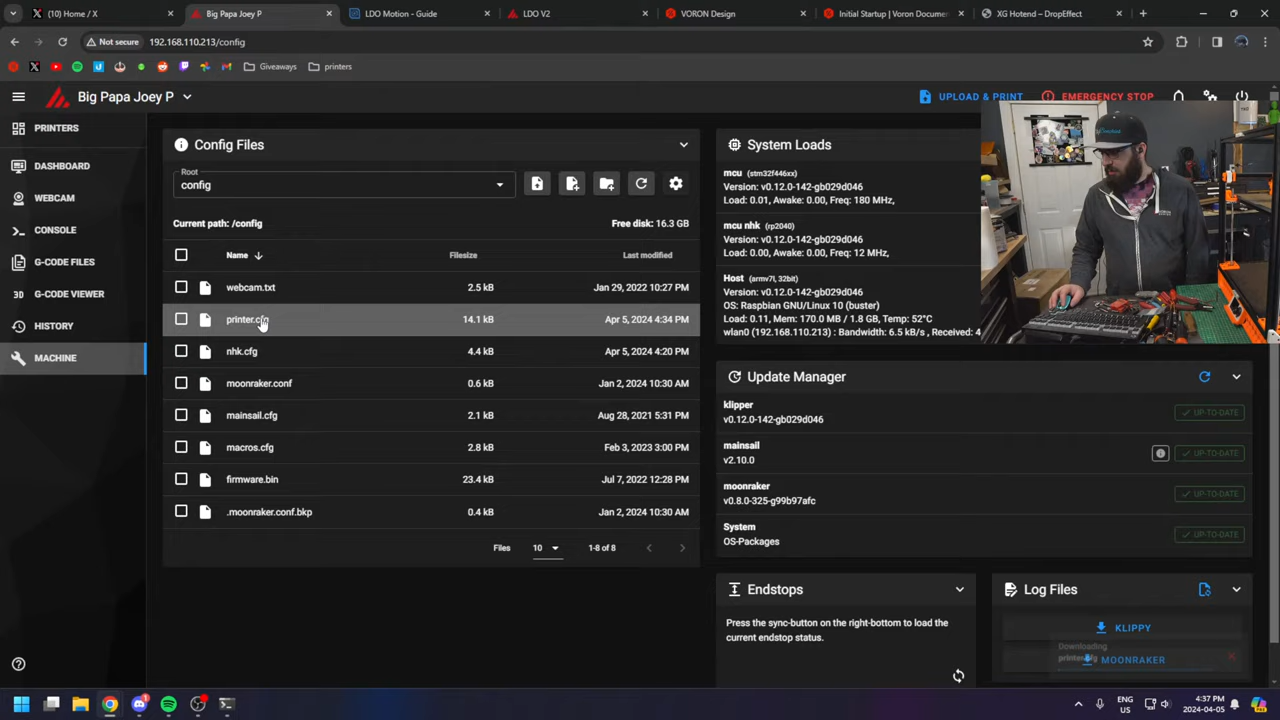 (10) Home / X
Big Papa Joey P
LDO Motion - Guide
LDO V2
VORON Design
Initial Startup | Voron Documen
XG Hotend – DropEffect
Not secure
192.168.110.213/config
Giveaways
printers
Big Papa Joey P
UPLOAD & PRINT
EMERGENCY STOP
PRINTERS
DASHBOARD
WEBCAM
CONSOLE
G-CODE FILES
3D
G-CODE VIEWER
HISTORY
MACHINE
Config Files
Root
config
Current path: /config
Free disk: 16.3 GB
Name
Filesize
Last modified
webcam.txt
2.5 kB
Jan 29, 2022 10:27 PM
printer.cfg
14.1 kB
Apr 5, 2024 4:34 PM
nhk.cfg
4.4 kB
Apr 5, 2024 4:20 PM
moonraker.conf
0.6 kB
Jan 2, 2024 10:30 AM
mainsail.cfg
2.1 kB
Aug 28, 2021 5:31 PM
macros.cfg
2.8 kB
Feb 3, 2023 3:00 PM
firmware.bin
23.4 kB
Jul 7, 2022 12:28 PM
.moonraker.conf.bkp
0.4 kB
Jan 2, 2024 10:30 AM
Files
10
1-8 of 8
System Loads
mcu (stm32f446xx)
Version: v0.12.0-142-gb029d046
Load: 0.01, Awake: 0.00, Freq: 180 MHz,
mcu nhk (rp2040)
Version: v0.12.0-142-gb029d046
Load: 0.00, Awake: 0.00, Freq: 12 MHz,
Host (armv7l, 32bit)
Version: v0.12.0-142-gb029d046
OS: Raspbian GNU/Linux 10 (buster)
Load: 0.11, Mem: 170.0 MB / 1.8 GB, Temp: 52°C
wlan0 (192.168.110.213) : Bandwidth: 6.5 kB/s , Received: 4
Update Manager
klipper
v0.12.0-142-gb029d046
UP-TO-DATE
mainsail
v2.10.0
UP-TO-DATE
moonraker
v0.8.0-325-g99b97afc
UP-TO-DATE
System
OS-Packages
UP-TO-DATE
Endstops
Press the sync-button on the right-bottom to load the
current endstop status.
Log Files
KLIPPY
Downloading
printer.cfg
MOONRAKER
ENG
US
4:37 PM
2024-04-05